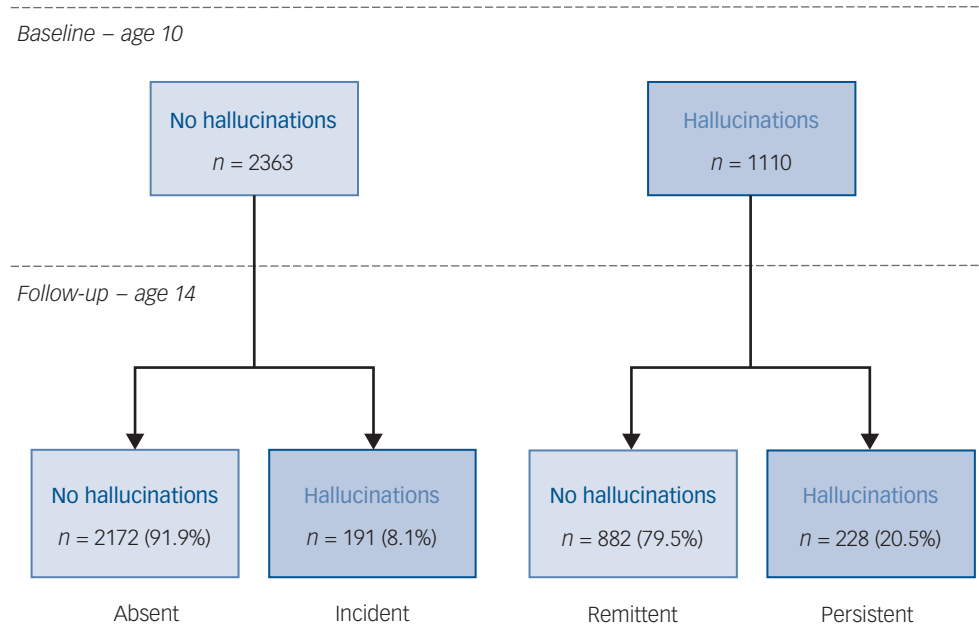 Baseline – age 10
No hallucinations
n = 2363
Hallucinations
n = 1110
Follow-up – age 14
No hallucinations
n = 2172 (91.9%)
Hallucinations
n = 191 (8.1%)
No hallucinations
n = 882 (79.5%)
Hallucinations
n = 228 (20.5%)
Absent
Incident
Remittent
Persistent